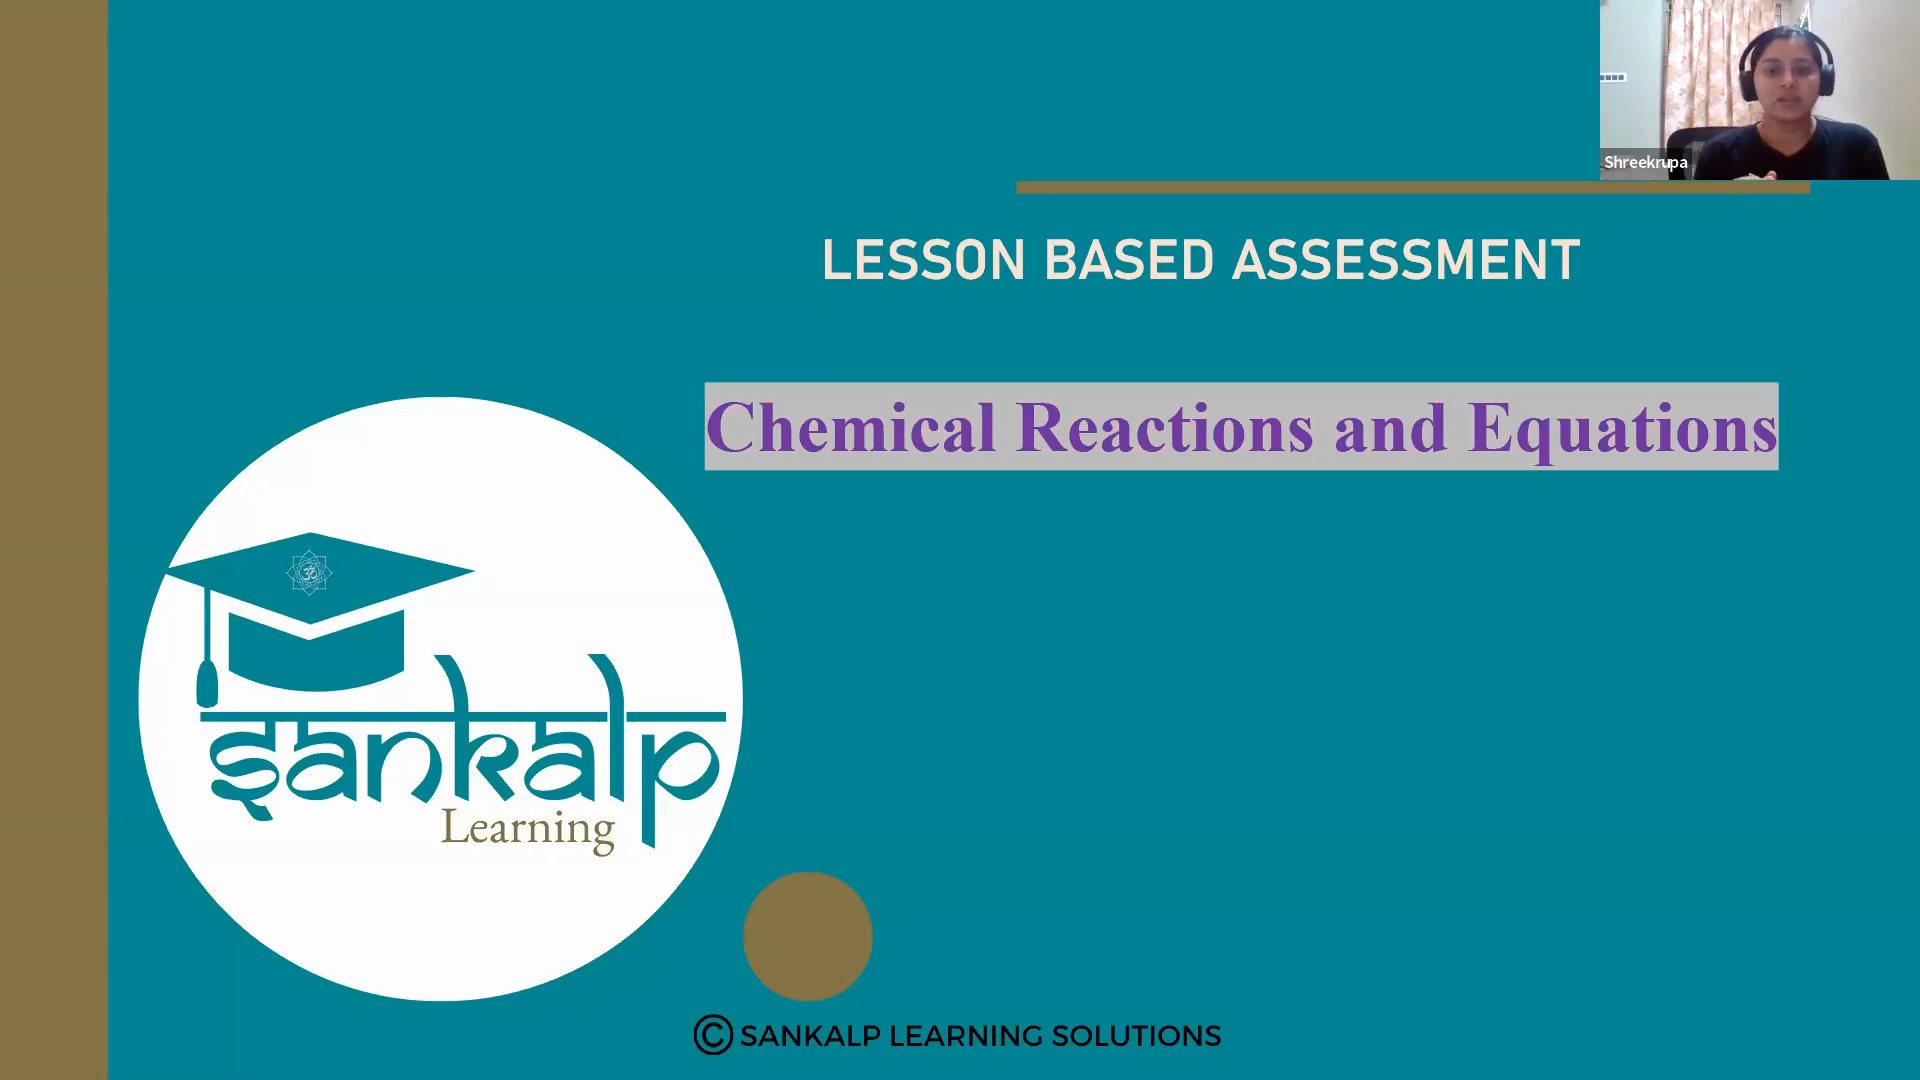 Shreekrupa
LESSON BASED ASSESSMENT
Chemical Reactions and Equations
ॐ
sankalp
Learning
© SANKALP LEARNING SOLUTIONS